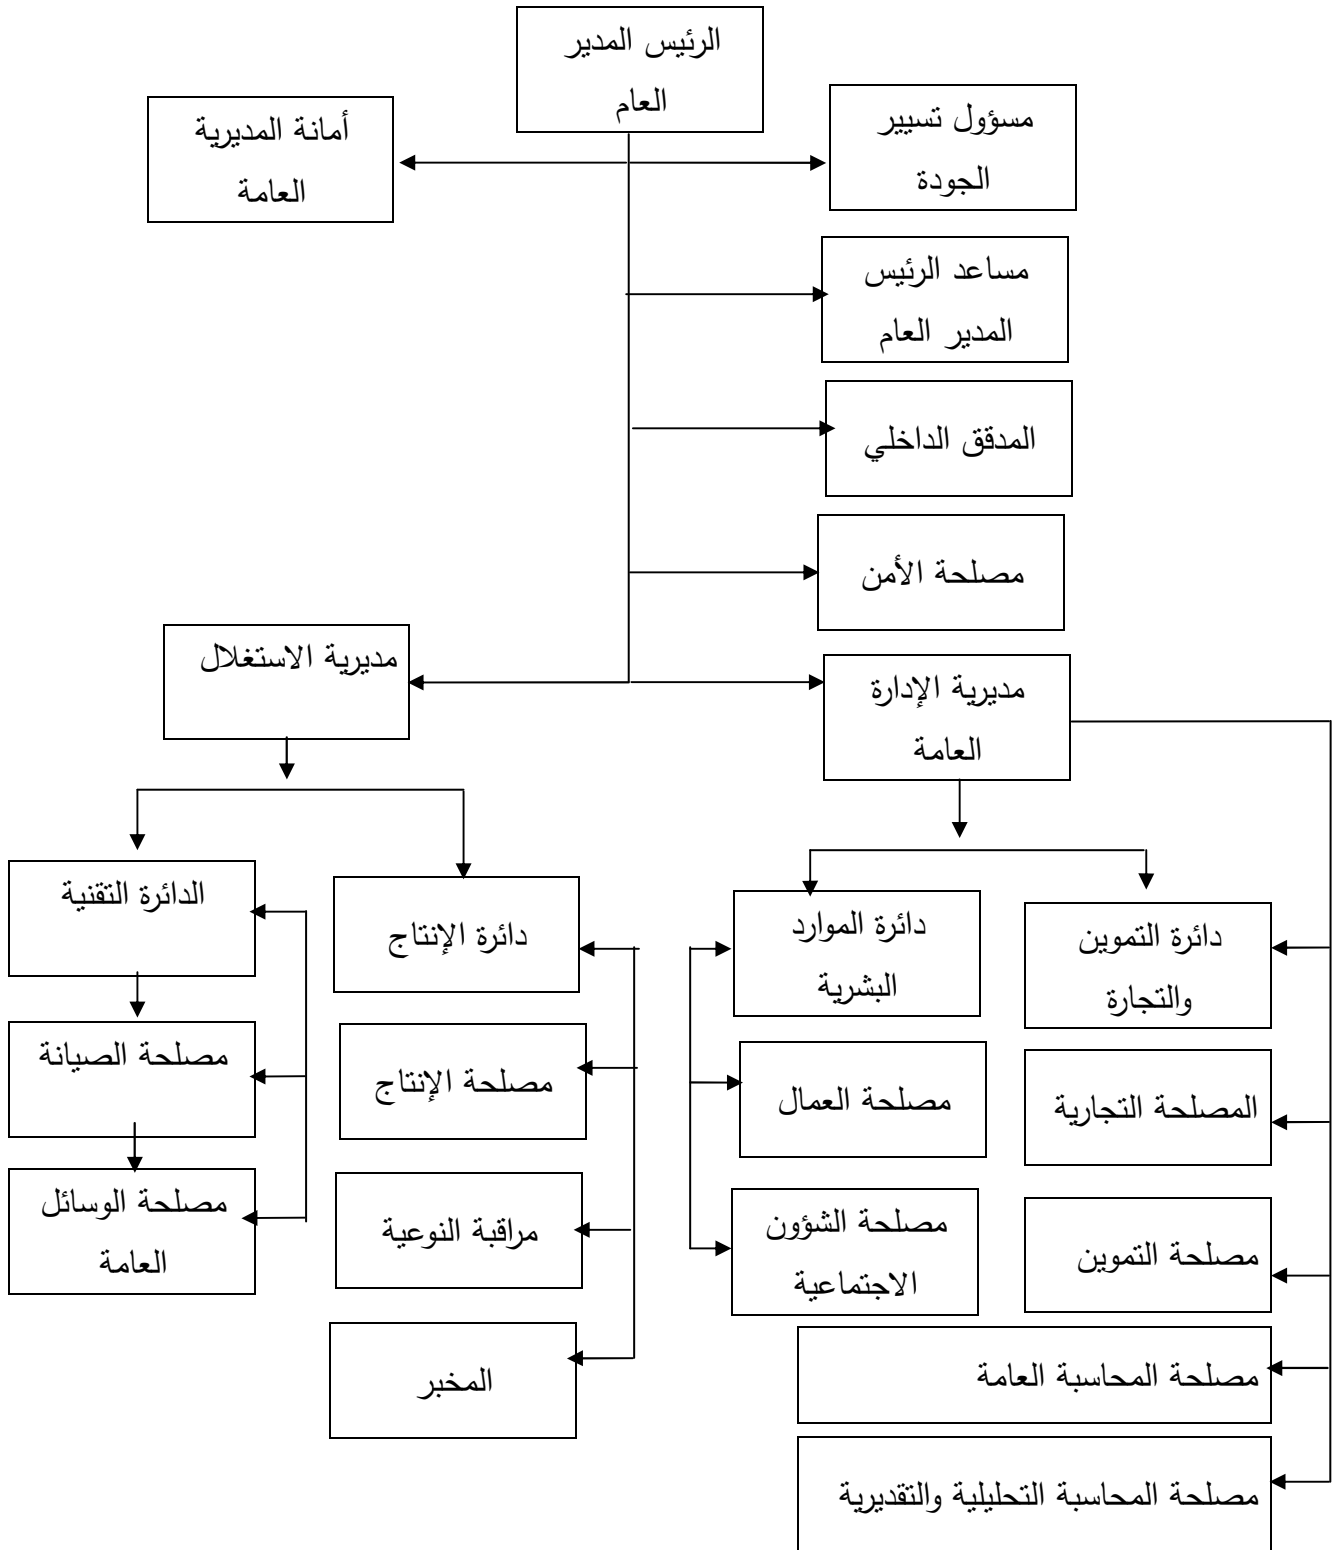 الرئيس المدير
العام
مسؤول تسيير
الجودة
أمانة المديرية
العامة
مساعد الرئيس
المدير العام
المدقق الداخلي
مصلحة الأمن
مديرية الإدارة
العامة
مديرية الاستغلال
دائرة التموين
والتجارة
دائرة الموارد
البشرية
دائرة الإنتاج
الدائرة التقنية
المصلحة التجارية
مصلحة العمال
مصلحة الإنتاج
مصلحة الصيانة
مصلحة التموين
مصلحة الشؤون
الاجتماعية
مراقبة النوعية
مصلحة الوسائل
العامة
مصلحة المحاسبة العامة
المخبر
مصلحة المحاسبة التحليلية والتقديرية